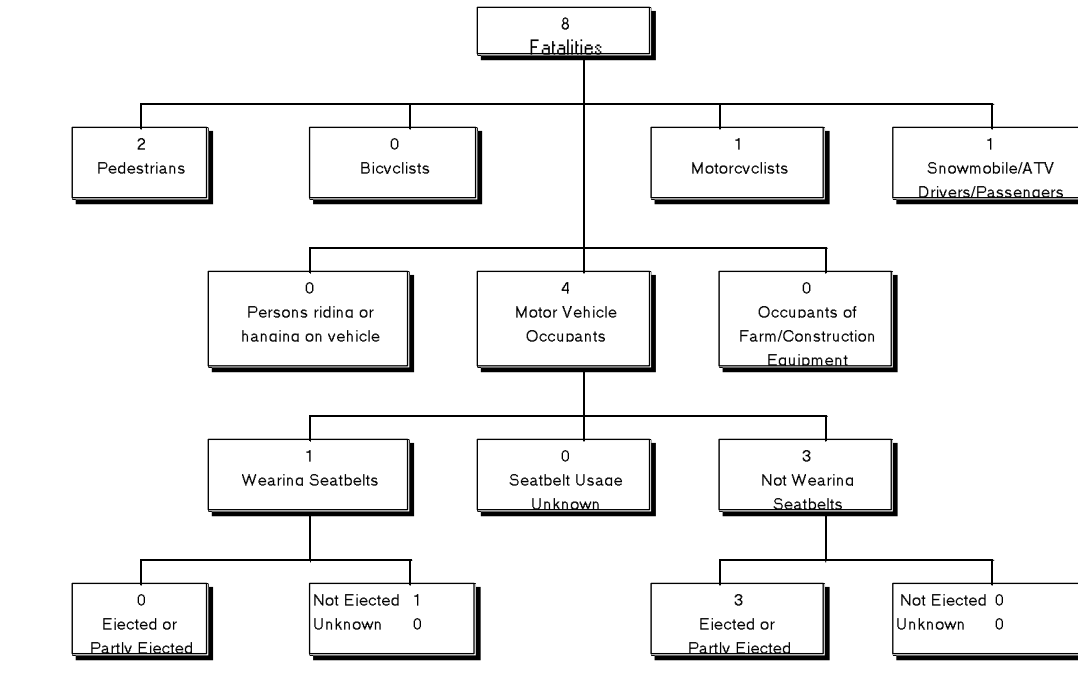 8
Fatalities
2
Pedestrians
0
Bicyclists
1
Motorcyclists
1
Snowmobile/ATV
Drivers/Passengers
0
Persons riding or
hanging on vehicle
4
Motor Vehicle
Occupants
0
Occupants of
Farm/Construction
Equipment
1
Wearing Seatbelts
0
Seatbelt Usage
Unknown
3
Not Wearing
Seatbelts
0
Ejected or
Partly Ejected
Not Ejected 1
Unknown 0
3
Ejected or
Partly Ejected
Not Ejected 0
Unknown 0